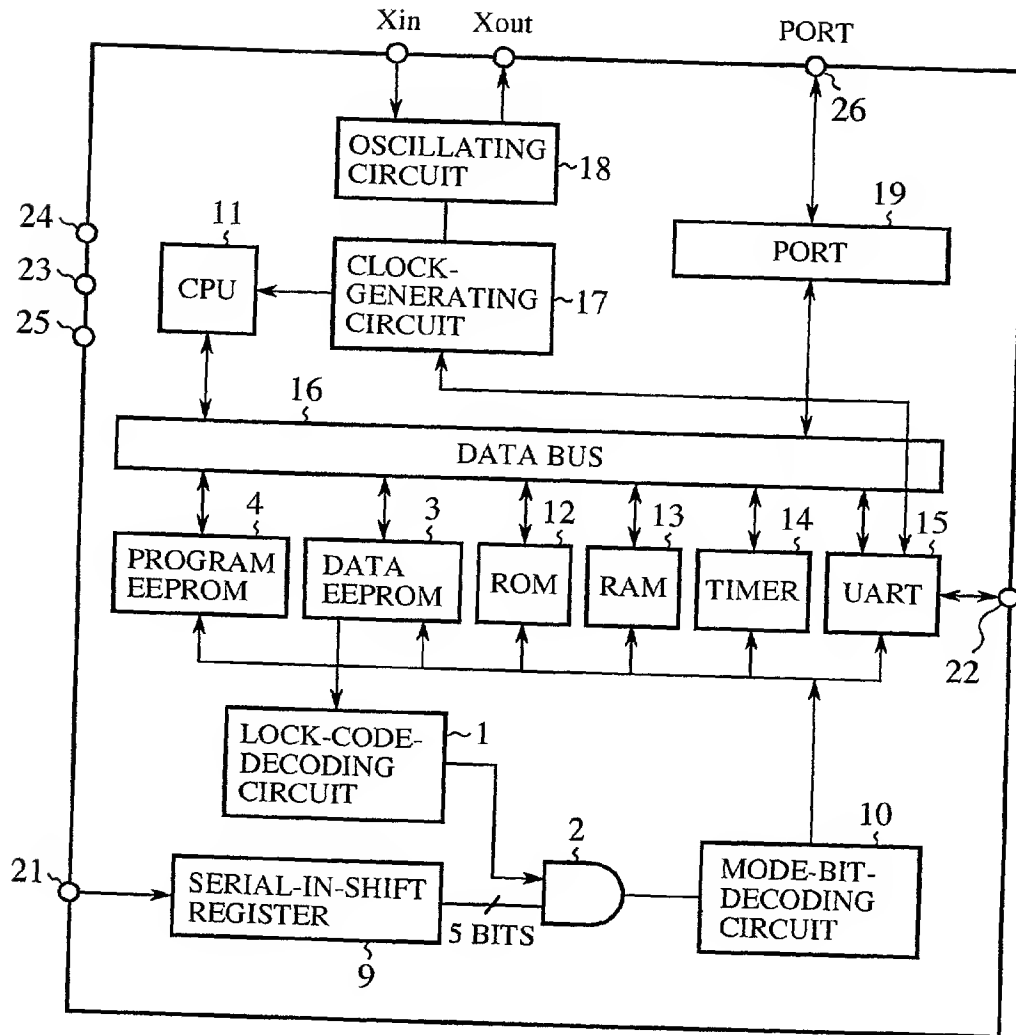 Xin
Xout
PORT
26
OSCILLATING
CIRCUIT
18
24
11
19
23
CPU
CLOCK-
GENERATING
CIRCUIT
17
PORT
25
16
DATA BUS
4
3
12
13
14
15
PROGRAM
EEPROM
DATA
EEPROM
ROM
RAM
TIMER
UART
22
LOCK-CODE-
DECODING
CIRCUIT
1
2
10
21
SERIAL-IN-SHIFT
REGISTER
5 BITS
MODE-BIT-
DECODING
CIRCUIT
9